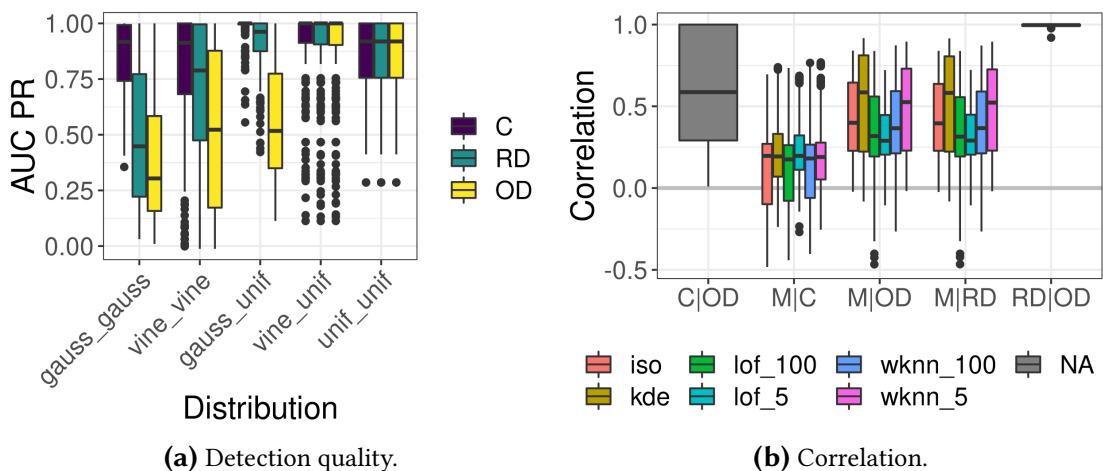 AUC PR
1.00
0.75
0.50
0.25
0.00
gauss_gauss
vine_vine
gauss_unif
vine_unif
unif_unif
Distribution
C
RD
OD
(a) Detection quality.
Correlation
1.0
0.5
0.0
-0.5
C|OD M|C M|OD M|RD RD|OD
iso lof_100 wknn_100 NA
kde lof_5 wknn_5
(b) Correlation.